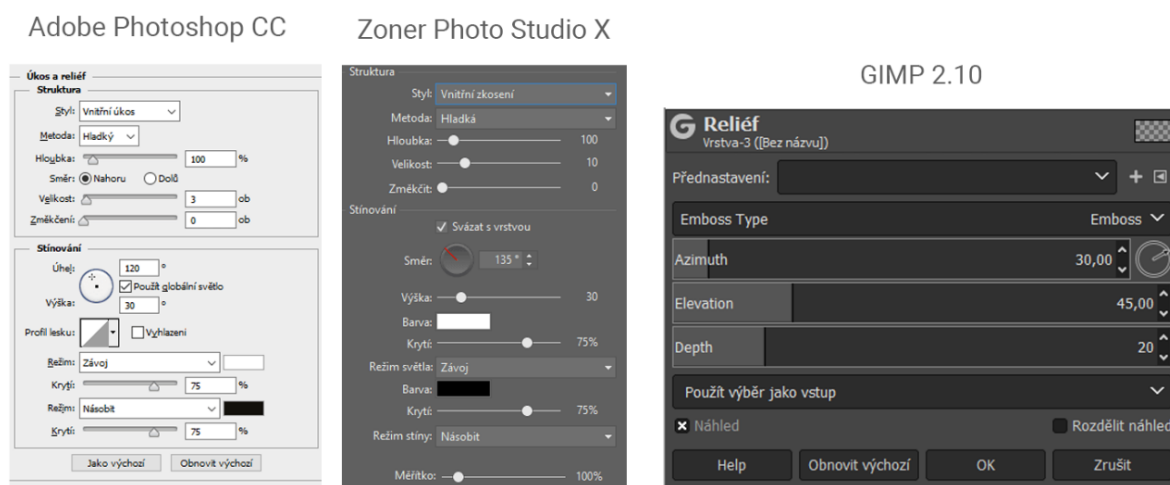 Adobe Photoshop CC
Úkos a reliéf
Struktura
Styl: Vnitřní úkos
Metoda: Hladký
Hloubka: 100 %
Směr: Nahoru Dolů
Velikost: 3 ob
Změkčení: 0 ob
Stínování
Úhel: 120 °
Použít globální světlo
Výška: 30 °
Profil lesku: Vyhlazení
Režim: Závoj
Krytí: 75 %
Režim: Násobit
Krytí: 75 %
Jako výchozí Obnovit výchozí
Zoner Photo Studio X
Struktura
Styl: Vnitřní zkosení
Metoda: Hladká
Hloubka: 100
Velikost: 10
Změkčit: 0
Stínování
Svázat s vrstvou
Směr: 135 °
Výška: 30
Barva:
Krytí: 75%
Režim světla: Závoj
Barva:
Krytí: 75%
Režim stíny: Násobit
Měřítko: 100%
GIMP 2.10
G Reliéf
Vrstva-3 ([Bez názvu])
Přednastavení:
Emboss Type Emboss
Azimuth 30,00
Elevation 45,00
Depth 20
Použít výběr jako vstup
Náhled Rozdělit náhled
Help Obnovit výchozí OK Zrušit